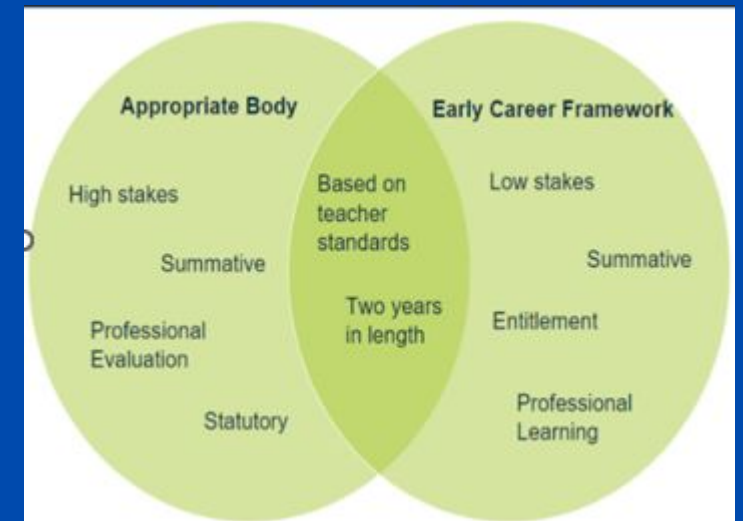 Appropriate Body
High stakes
Summative
Professional
Evaluation
Statutory
Based on
teacher
standards
Two years
in length
Early Career Framework
Low stakes
Summative
Entitlement
Professional
Learning